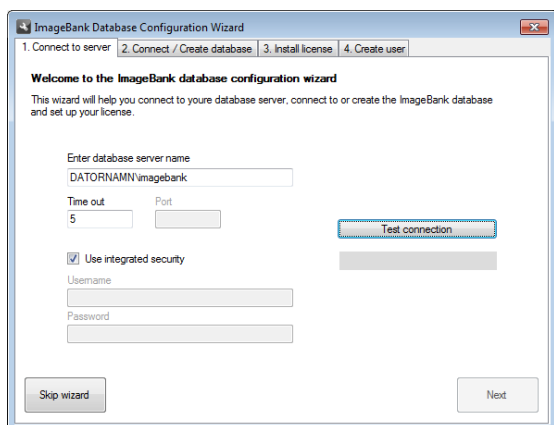 ImageBank Database Configuration Wizard
1. Connect to server 2. Connect / Create database 3. Install license 4. Create user
Welcome to the ImageBank database configuration wizard
This wizard will help you connect to youre database server, connect to or create the ImageBank database
and set up your license.
Enter database server name
DATORNAMN\imagebank
Time out Port
5
Test connection
Use integrated security
Username
Password
Skip wizard Next